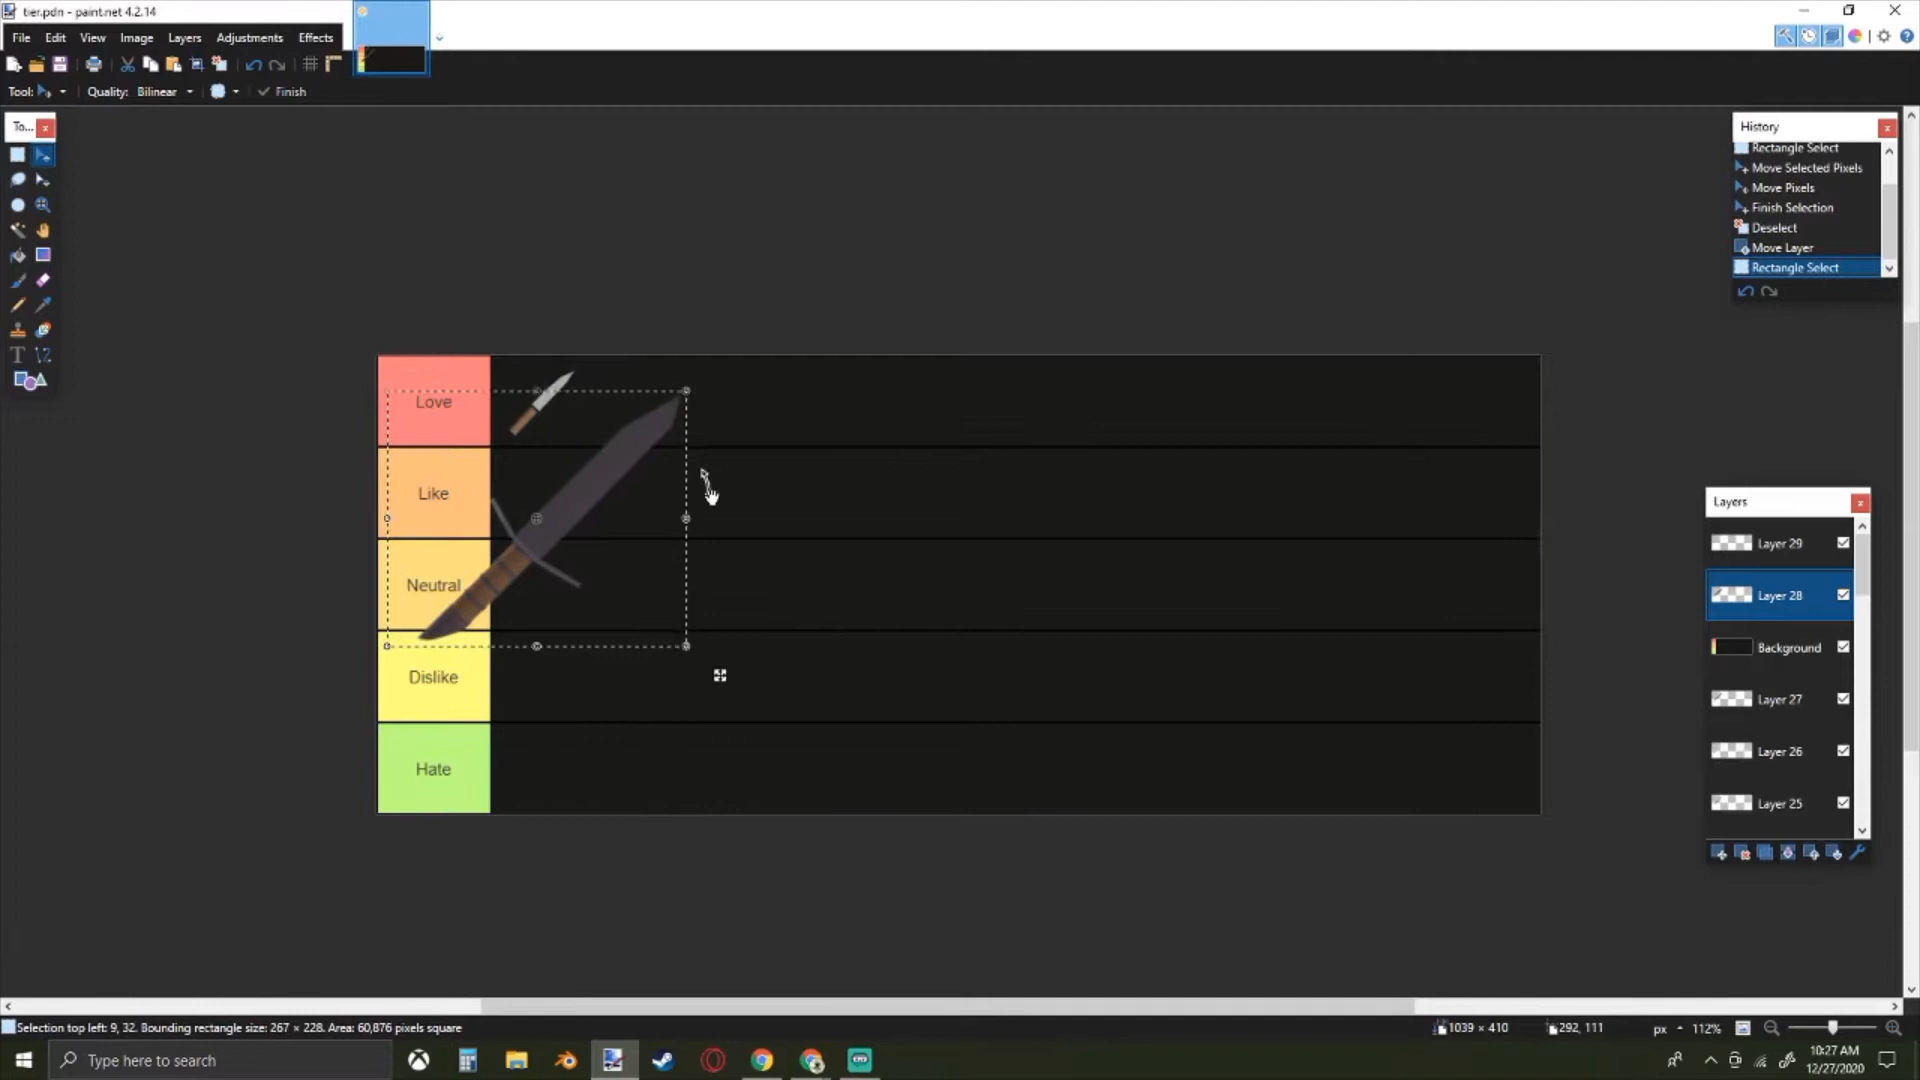 tier.pdn - paint.net 4.2.14
File Edit View Image Layers Adjustments Effects
Tool: Quality: Bilinear Finish
To...
History
Rectangle Select
Move Selected Pixels
Move Pixels
Finish Selection
Deselect
Move Layer
Rectangle Select
Love
Like
Neutral
Dislike
Hate
Layers
Layer 29
Layer 28
Background
Layer 27
Layer 26
Layer 25
Selection top left: 9, 32. Bounding rectangle size: 267 × 228. Area: 60,876 pixels square
1039 × 410
292, 111
px
112%
Type here to search
10:27 AM
12/27/2020